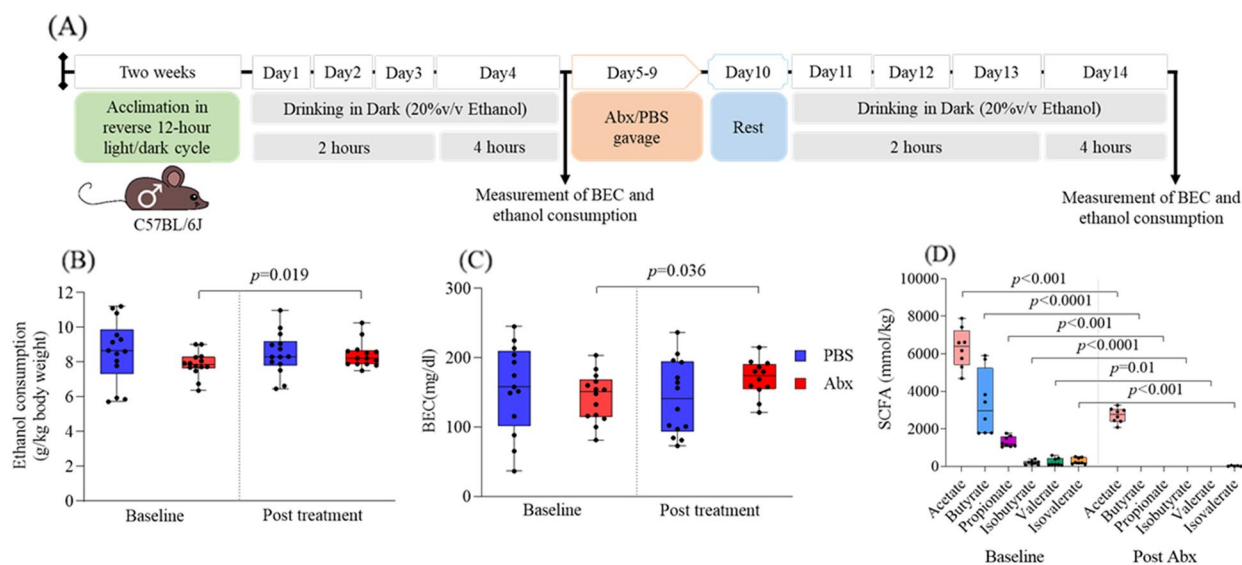 (A)
Two weeks
Day1
Day2
Day3
Day4
Day5-9
Day10
Day11
Day12
Day13
Day14
Acclimation in
reverse 12-hour
light/dark cycle
Drinking in Dark (20%v/v Ethanol)
2 hours
4 hours
Abx/PBS
gavage
Rest
Drinking in Dark (20%v/v Ethanol)
2 hours
4 hours
C57BL/6J
Measurement of BEC and
ethanol consumption
Measurement of BEC and
ethanol consumption
(B)
p=0.019
Ethanol consumption
(g/kg body weight)
12
10
8
6
4
2
0
Baseline
Post treatment
(C)
p=0.036
BEC(mg/dl)
300
200
100
0
Baseline
Post treatment
PBS
Abx
(D)
SCFA (mmol/kg)
10000
8000
6000
4000
2000
0
p<0.001
p<0.0001
p<0.001
p<0.0001
p=0.01
p<0.001
Acetate
Butyrate
Propionate
Isobutyrate
Valerate
Isovalerate
Acetate
Butyrate
Propionate
Isobutyrate
Valerate
Isovalerate
Baseline
Post Abx